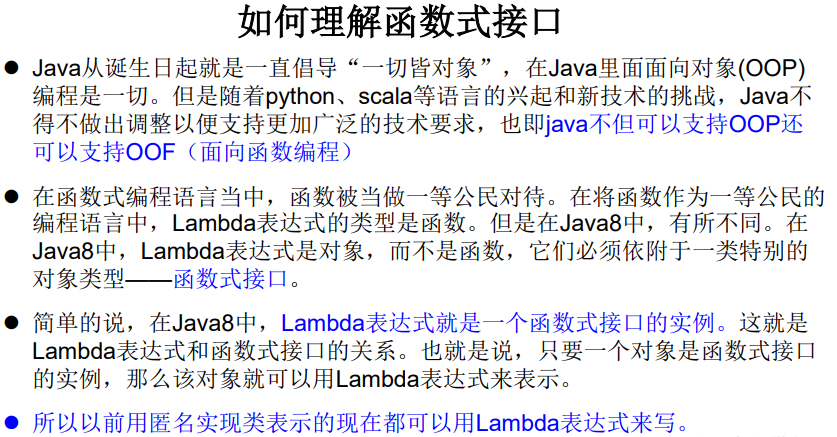 如何理解函数式接口
● Java从诞生日起就是一直倡导“一切皆对象”，在Java里面面向对象(OOP)
编程是一切。但是随着python、scala等语言的兴起和新技术的挑战，Java不
得不做出调整以便支持更加广泛的技术要求，也即java不但可以支持OOP还
可以支持OOF（面向函数编程）
● 在函数式编程语言当中，函数被当做一等公民对待。在将函数作为一等公民的
编程语言中，Lambda表达式的类型是函数。但是在Java8中，有所不同。在
Java8中，Lambda表达式是对象，而不是函数，它们必须依附于一类特别的
对象类型——函数式接口。
● 简单的说，在Java8中，Lambda表达式就是一个函数式接口的实例。这就是
Lambda表达式和函数式接口的关系。也就是说，只要一个对象是函数式接口
的实例，那么该对象就可以用Lambda表达式来表示。
● 所以以前用匿名实现类表示的现在都可以用Lambda表达式来写。